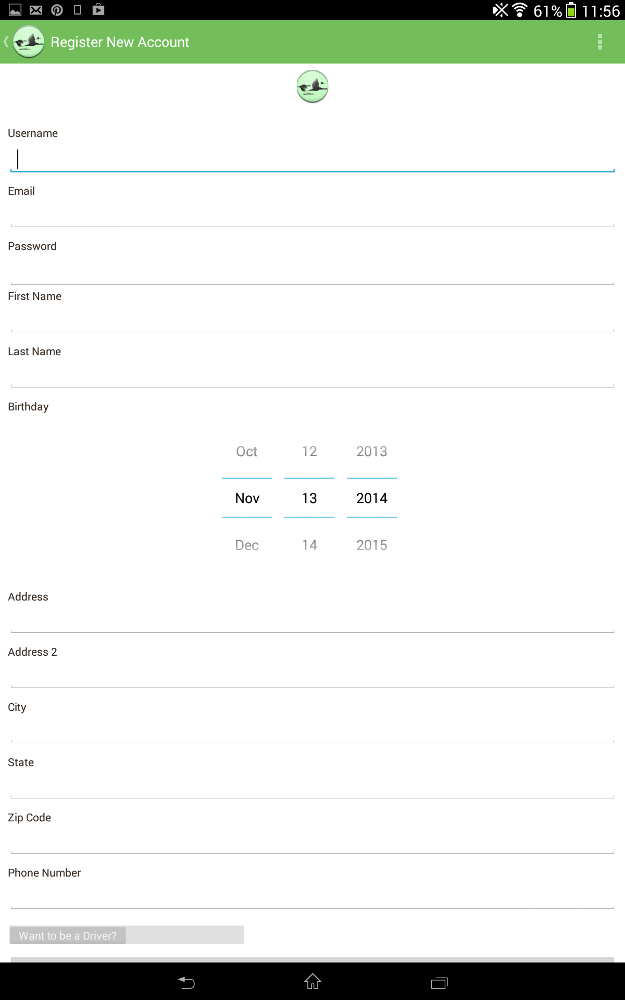 61% 11:56
Register New Account
Username
Email
Password
First Name
Last Name
Birthday
Oct 12 2013
Nov 13 2014
Dec 14 2015
Address
Address 2
City
State
Zip Code
Phone Number
Want to be a Driver?